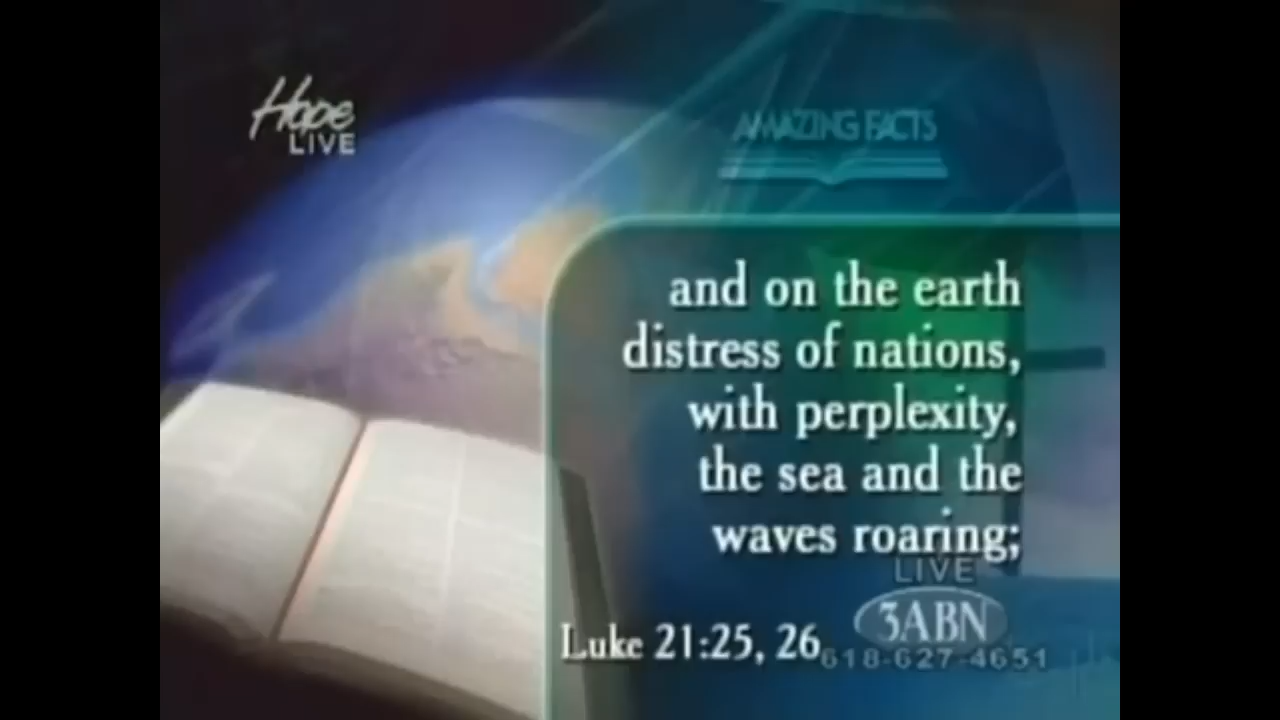 Hope
LIVE
AMAZING FACTS
and on the earth
distress of nations,
with perplexity,
the sea and the
waves roaring;
LIVE
3ABN
Luke 21:25, 26
618-627-4651